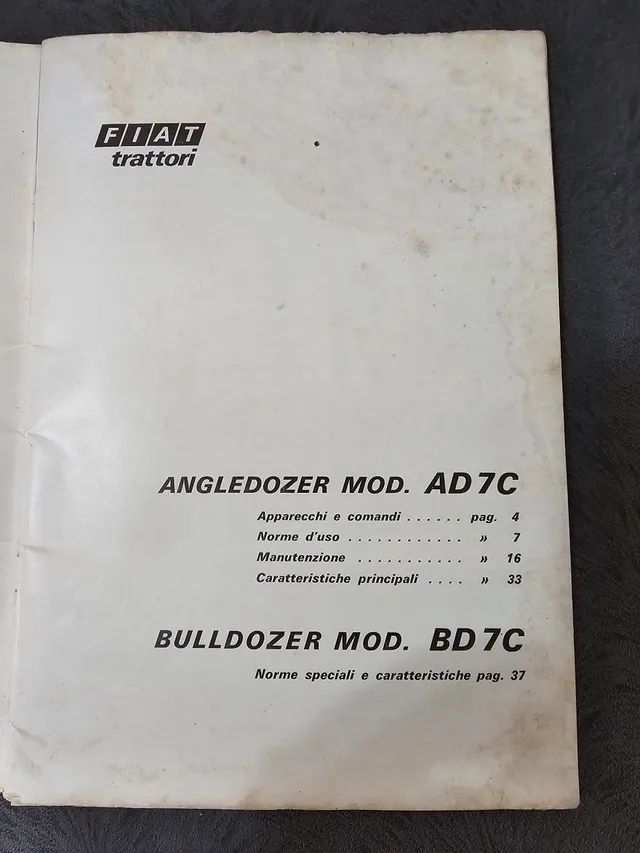 FIAT
trattori
ANGLEDOZER MOD. AD7C
Apparecchi e comandi . . . . . . pag. 4
Norme d'uso . . . . . . . . . . . . » 7
Manutenzione . . . . . . . . . . . » 16
Caratteristiche principali . . . . » 33
BULLDOZER MOD. BD7C
Norme speciali e caratteristiche pag. 37